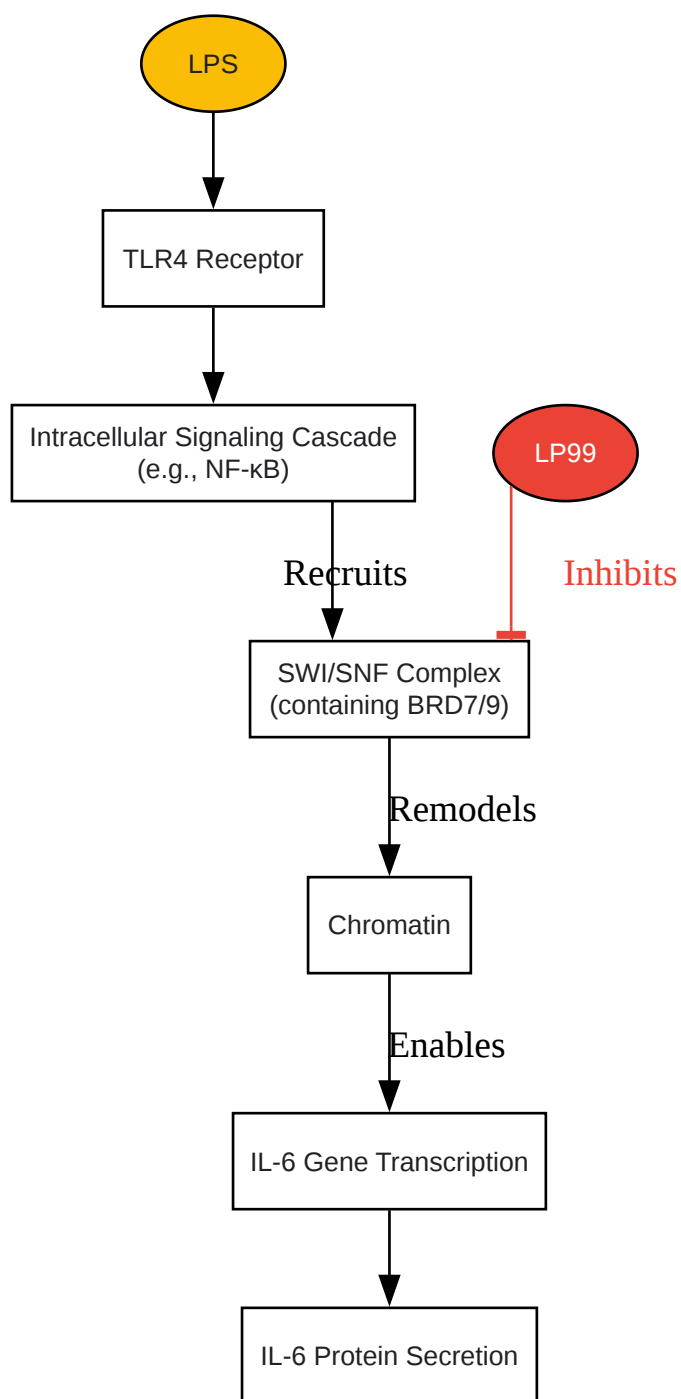 LPS
TLR4 Receptor
Intracellular Signaling Cascade
(e.g., NF-κB)
LP99
Recruits
Inhibits
SWI/SNF Complex
(containing BRD7/9)
Remodels
Chromatin
Enables
IL-6 Gene Transcription
IL-6 Protein Secretion